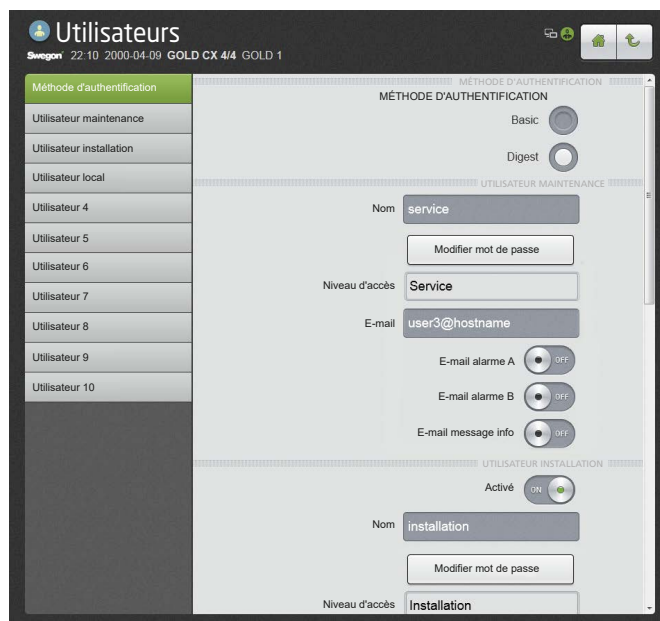 Utilisateurs
Swegon 22:10 2000-04-09 GOLD CX 4/4 GOLD 1
Méthode d'authentification
Utilisateur maintenance
Utilisateur installation
Utilisateur local
Utilisateur 4
Utilisateur 5
Utilisateur 6
Utilisateur 7
Utilisateur 8
Utilisateur 9
Utilisateur 10
MÉTHODE D'AUTHENTIFICATION
MÉTHODE D'AUTHENTIFICATION
Basic
Digest
UTILISATEUR MAINTENANCE
Nom service
Modifier mot de passe
Niveau d'accès Service
E-mail user3@hostname
E-mail alarme A OFF
E-mail alarme B OFF
E-mail message info OFF
UTILISATEUR INSTALLATION
Activé ON
Nom installation
Modifier mot de passe
Niveau d'accès Installation